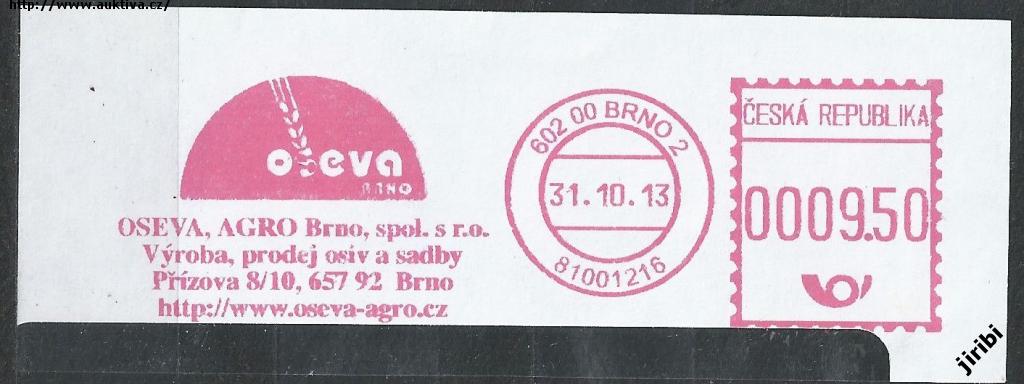 http://www.auktiva.cz/
oseva
BRNO
OSEVA, AGRO Brno, spol. s r.o.
Výroba, prodej osiv a sadby
Přízova 8/10, 657 92 Brno
http://www.oseva-agro.cz
602 00 BRNO 2
31.10.13
81001216
ČESKÁ REPUBLIKA
0009.50
jiribi